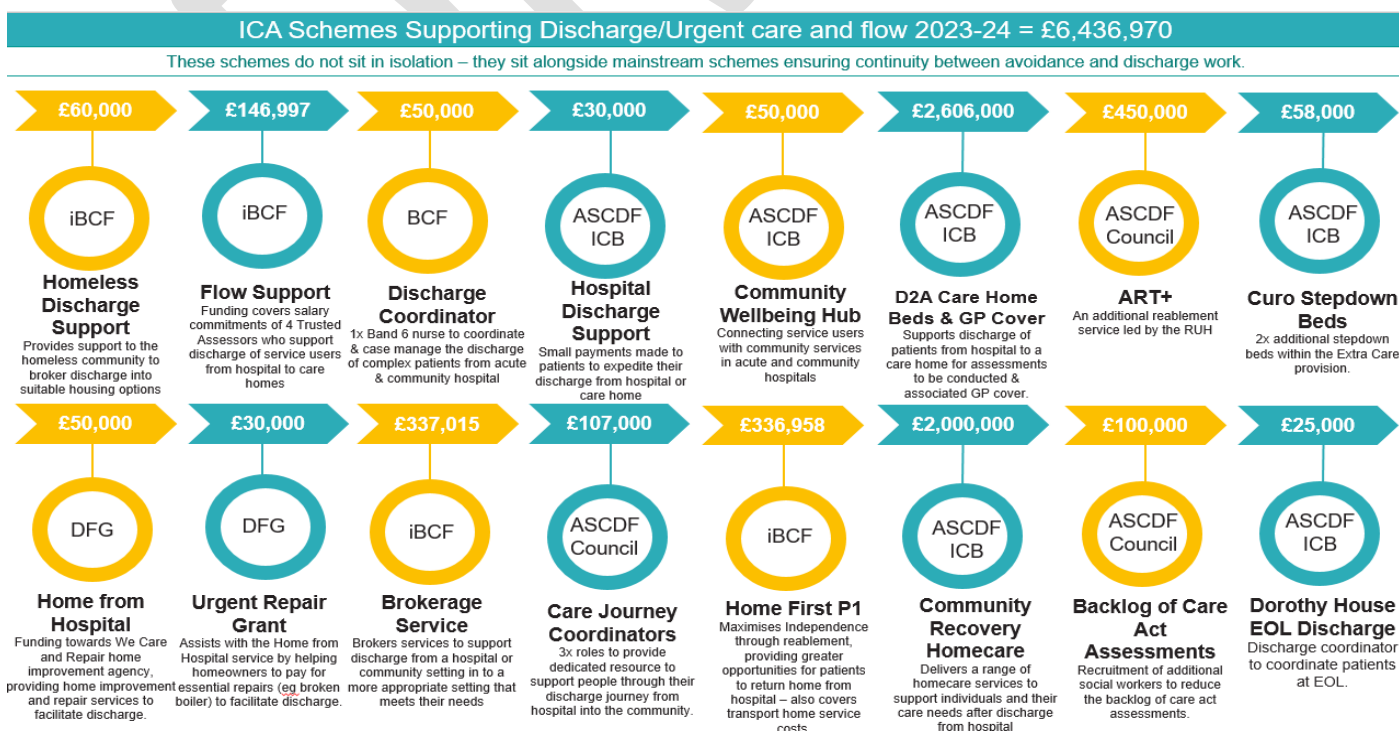 ICA Schemes Supporting Discharge/Urgent care and flow 2023-24 = £6,436,970
These schemes do not sit in isolation – they sit alongside mainstream schemes ensuring continuity between avoidance and discharge work.
£60,000
iBCF
Homeless
Discharge
Support
Provides support to the
homeless community to
broker discharge into
suitable housing options
£146,997
iBCF
Flow Support
Funding covers salary
commitments of 4 Trusted
Assessors who support
discharge of service users
from hospital to care
homes
£50,000
BCF
Discharge
Coordinator
1x Band 6 nurse to coordinate
& case manage the discharge
of complex patients from acute
& community hospital
£30,000
ASCDF
ICB
Hospital
Discharge
Support
Small payments made to
patients to expedite their
discharge from hospital or
care home
£50,000
ASCDF
ICB
Community
Wellbeing Hub
Connecting service users
with community services
in acute and community
hospitals
£2,606,000
ASCDF
ICB
D2A Care Home
Beds & GP Cover
Supports discharge of
patients from hospital to a
care home for assessments
to be conducted &
associated GP cover.
£450,000
ASCDF
Council
ART+
An additional reablement
service led by the RUH
£58,000
ASCDF
ICB
Curo Stepdown
Beds
2x additional stepdown
beds within the Extra Care
provision.
£50,000
DFG
Home from
Hospital
Funding towards We Care
and Repair home
improvement agency,
providing home improvement
and repair services to
facilitate discharge.
£30,000
DFG
Urgent Repair
Grant
Assists with the Home from
Hospital service by helping
homeowners to pay for
essential repairs (eg broken
boiler) to facilitate discharge.
£337,015
iBCF
Brokerage
Service
Brokers services to support
discharge from a hospital or
community setting in to a
more appropriate setting that
meets their needs
£107,000
ASCDF
Council
Care Journey
Coordinators
3x roles to provide
dedicated resource to
support people through their
discharge journey from
hospital into the community.
£336,958
iBCF
Home First P1
Maximises Independence
through reablement,
providing greater
opportunities for patients
to return home from
hospital – also covers
transport home service
costs
£2,000,000
ASCDF
ICB
Community
Recovery
Homecare
Delivers a range of
homecare services to
support individuals and their
care needs after discharge
from hospital
£100,000
ASCDF
Council
Backlog of Care
Act
Assessments
Recruitment of additional
social workers to reduce
the backlog of care act
assessments.
£25,000
ASCDF
ICB
Dorothy House
EOL Discharge
Discharge coordinator
to coordinate patients
at EOL.